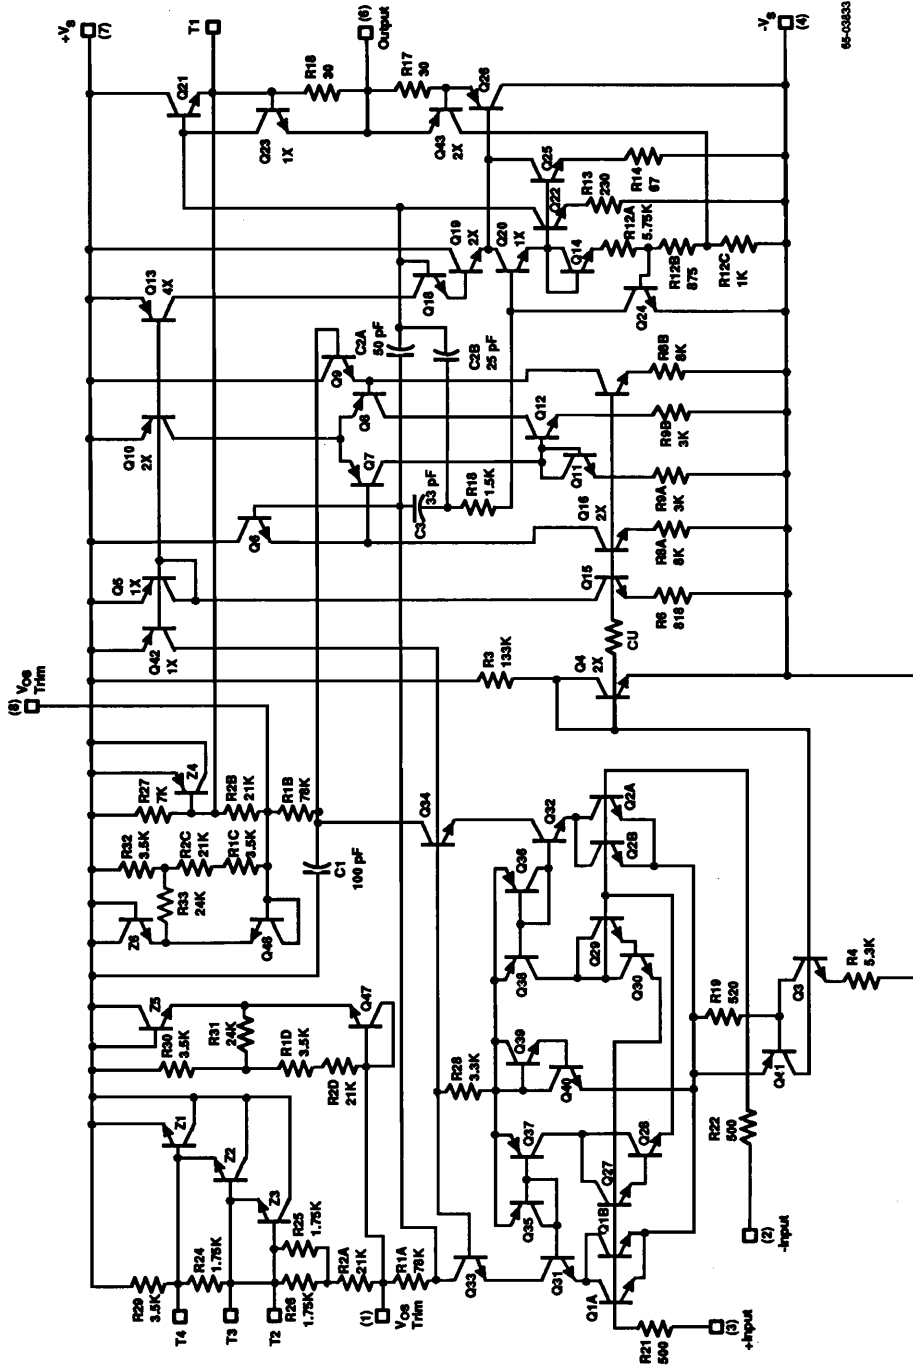 +VS
(7)
T1
(6)
Output
-VS
(4)
65-03833
(8)
VOS
Trim
Q21
R18
30
R17
30
Q26
Q23
1X
Q43
2X
Q25
R14
67
Q22
R13
230
Q19
2X
Q20
1X
Q14
R12A
5.75K
R12B
875
R12C
1K
Q24
Q13
4X
Q18
C2A
50 pF
C2B
25 pF
Q9
Q8
Q7
Q10
2X
Q12
Q11
R8B
8K
R9B
3K
R9A
3K
Q16
2X
R8A
8K
C3
33 pF
R18
1.5K
Q6
Q5
1X
Q42
1X
Q15
R6
818
CU
Q4
2X
R3
133K
R27
7K
Z4
R2B
21K
R1B
78K
R32
3.5K
R2C
21K
R1C
3.5K
R33
24K
Z6
Q48
C1
100 pF
Q34
Q32
Q36
Q2A
Q2B
Q38
Q29
Q30
Z5
Q47
R30
3.5K
R31
24K
R1D
3.5K
R2D
21K
R28
3.3K
Q39
Q40
R19
520
Q3
R4
5.3K
Q41
R22
500
Z1
Z2
Z3
R25
1.75K
R29
3.5K
R24
1.75K
R26
1.75K
R2A
21K
R1A
78K
T4
T3
T2
(1)
VOS
Trim
Q33
Q31
Q35
Q37
Q27
Q28
Q1B
Q1A
R21
500
(2)
-Input
(3)
+Input